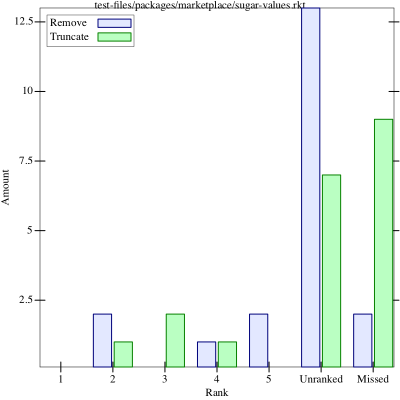 test-files/packages/marketplace/sugar-values.rkt
Remove
Truncate
12.5
10
7.5
5
2.5
Amount
1 2 3 4 5 Unranked Missed
Rank